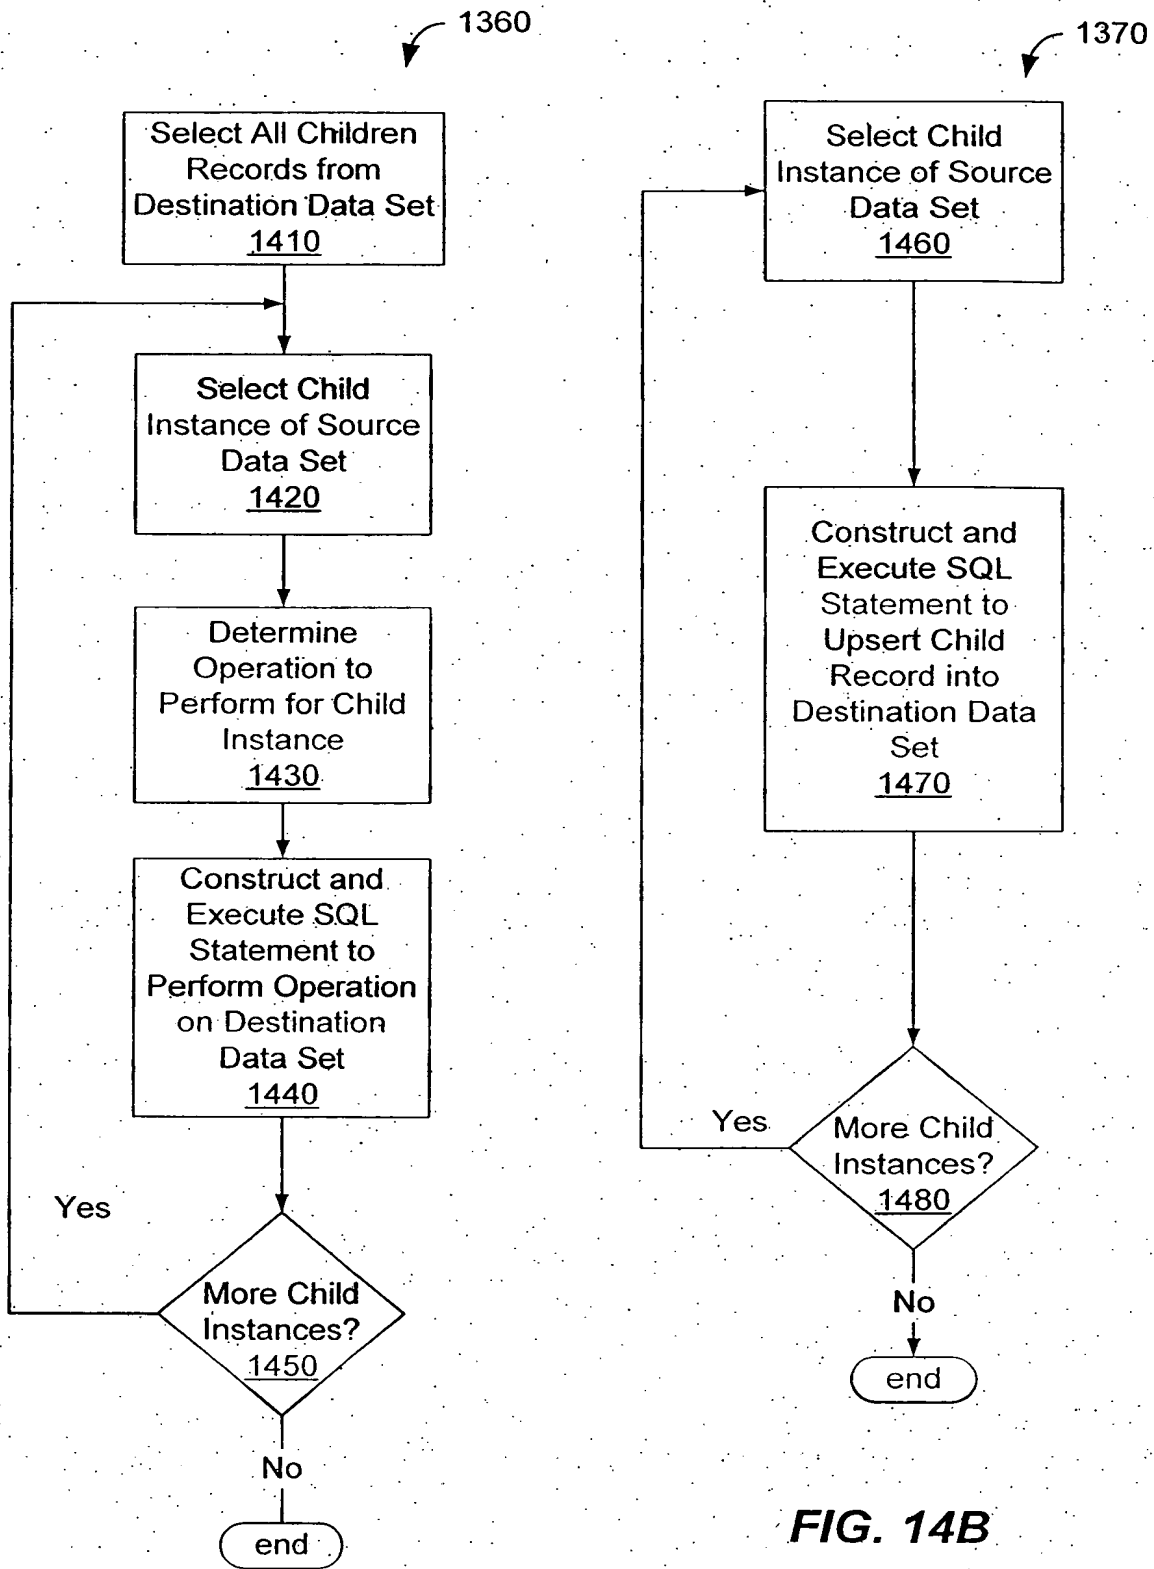 1360
Select All Children
Records from
Destination Data Set
1410
Select Child
Instance of Source
Data Set
1420
Determine
Operation to
Perform for Child
Instance
1430
Construct and
Execute SQL
Statement to
Perform Operation
on Destination
Data Set
1440
Yes
More Child
Instances?
1450
No
end
1370
Select Child
Instance of Source
Data Set
1460
Construct and
Execute SQL
Statement to
Upsert Child
Record into
Destination Data
Set
1470
Yes
More Child
Instances?
1480
No
end
FIG. 14B